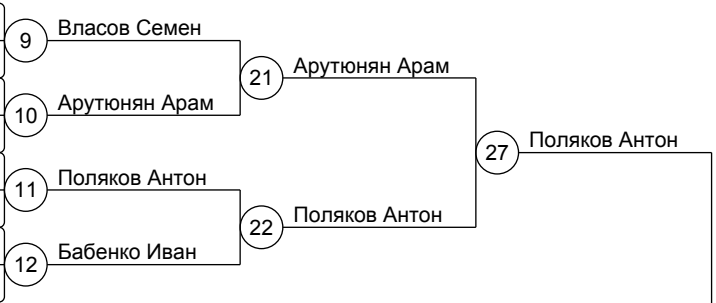 9 Власов Семен
21 Арутюнян Арам
10 Арутюнян Арам
27 Поляков Антон
11 Поляков Антон
22 Поляков Антон
12 Бабенко Иван